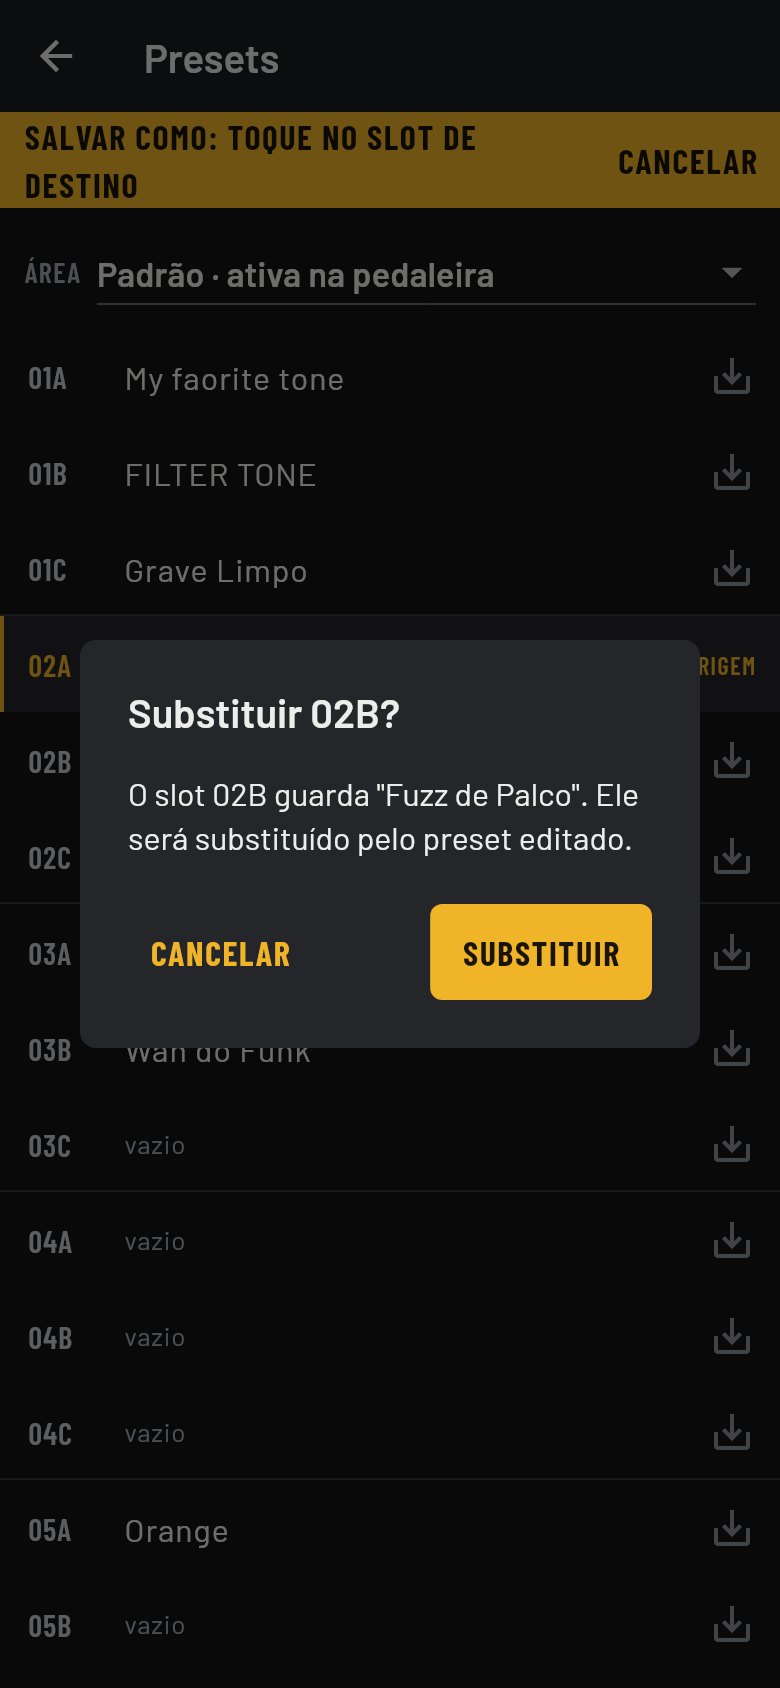 Presets
SALVAR COMO: TOQUE NO SLOT DE
DESTINO
CANCELAR
ÁREA Padrão · ativa na pedaleira
01A My faorite tone
01B FILTER TONE
01C Grave Limpo
02A
02B
02C
03A
03B Wah do Funk
03C vazio
04A vazio
04B vazio
04C vazio
05A Orange
05B vazio
Substituir 02B?
O slot 02B guarda "Fuzz de Palco". Ele
será substituído pelo preset editado.
CANCELAR
SUBSTITUIR